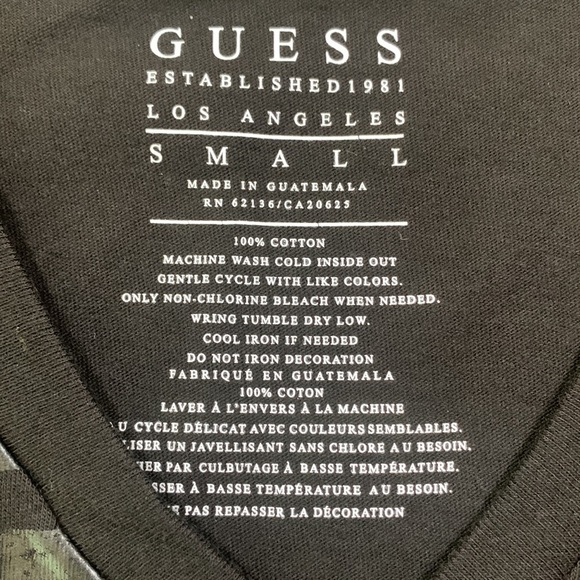 GUESS
ESTABLISHED 1981
LOS ANGELES
SMALL
MADE IN GUATEMALA
RN 62136/CA20625
100% COTTON
MACHINE WASH COLD INSIDE OUT
GENTLE CYCLE WITH LIKE COLORS.
ONLY NON-CHLORINE BLEACH WHEN NEEDED.
WRING TUMBLE DRY LOW.
COOL IRON IF NEEDED
DO NOT IRON DECORATION
FABRIQUÉ EN GUATEMALA
100% COTON
LAVER À L'ENVERS À LA MACHINE
CYCLE DÉLICAT AVEC COULEURS SEMBLABLES.
UN JAVELLISANT SANS CHLORE AU BESOIN.
PAR CULBUTAGE À BASSE TEMPÉRATURE.
À BASSE TEMPÉRATURE AU BESOIN.
PAS REPASSER LA DÉCORATION